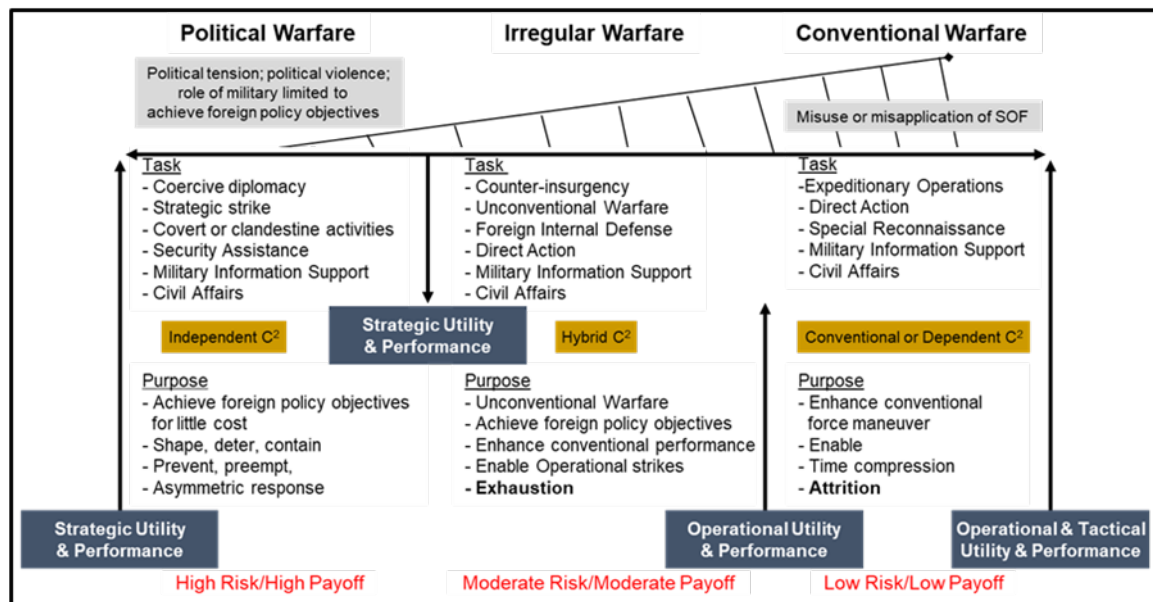 Political Warfare
Political tension; political violence;
role of military limited to
achieve foreign policy objectives
Task
- Coercive diplomacy
- Strategic strike
- Covert or clandestine activities
- Security Assistance
- Military Information Support
- Civil Affairs
Independent C²
Purpose
- Achieve foreign policy objectives
for little cost
- Shape, deter, contain
- Prevent, preempt,
- Asymmetric response
Strategic Utility
& Performance
High Risk/High Payoff
Strategic Utility
& Performance
Irregular Warfare
Task
- Counter-insurgency
- Unconventional Warfare
- Foreign Internal Defense
- Direct Action
- Military Information Support
- Civil Affairs
Hybrid C²
Purpose
- Unconventional Warfare
- Achieve foreign policy objectives
- Enhance conventional performance
- Enable Operational strikes
- Exhaustion
Operational Utility
& Performance
Moderate Risk/Moderate Payoff
Conventional Warfare
Misuse or misapplication of SOF
Task
-Expeditionary Operations
- Direct Action
- Special Reconnaissance
- Military Information Support
- Civil Affairs
Conventional or Dependent C²
Purpose
- Enhance conventional
force maneuver
- Enable
- Time compression
- Attrition
Operational & Tactical
Utility & Performance
Low Risk/Low Payoff